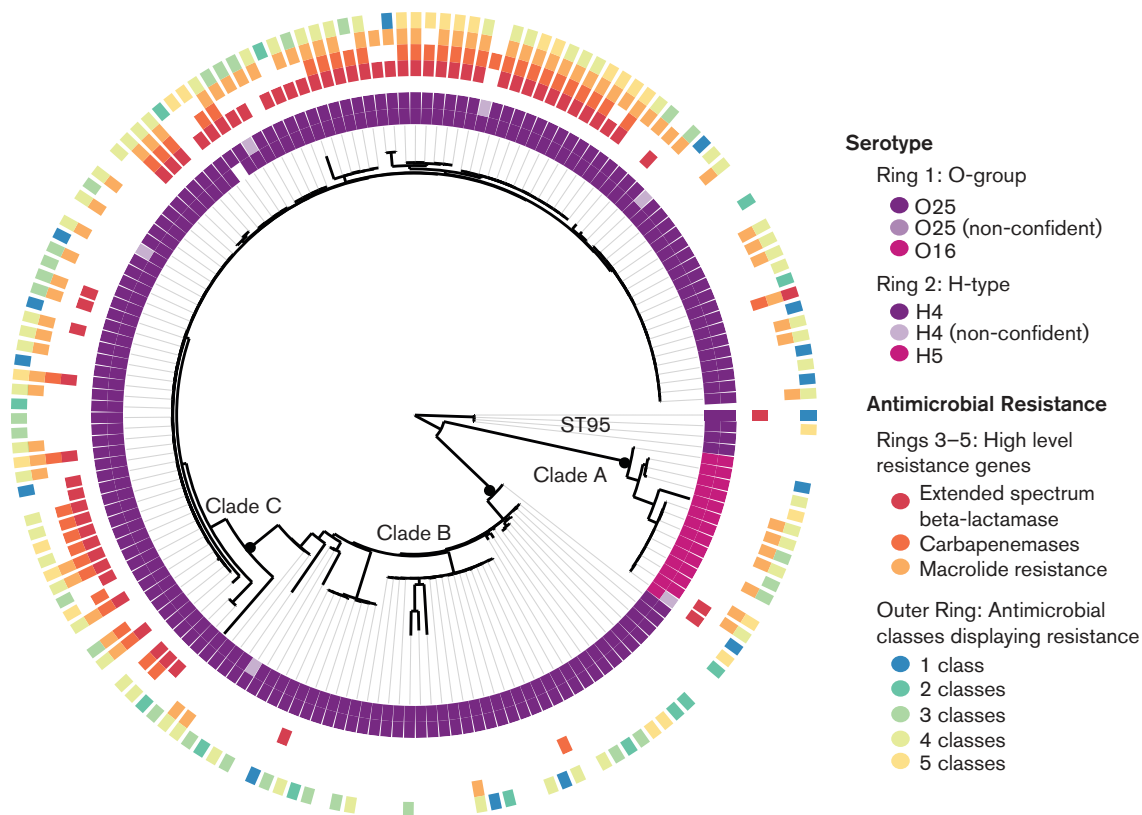 ST95
Clade A
Clade B
Clade C
Serotype
Ring 1: O-group
O25
O25 (non-confident)
O16
Ring 2: H-type
H4
H4 (non-confident)
H5
Antimicrobial Resistance
Rings 3–5: High level
resistance genes
Extended spectrum
beta-lactamase
Carbapenemases
Macrolide resistance
Outer Ring: Antimicrobial
classes displaying resistance
1 class
2 classes
3 classes
4 classes
5 classes